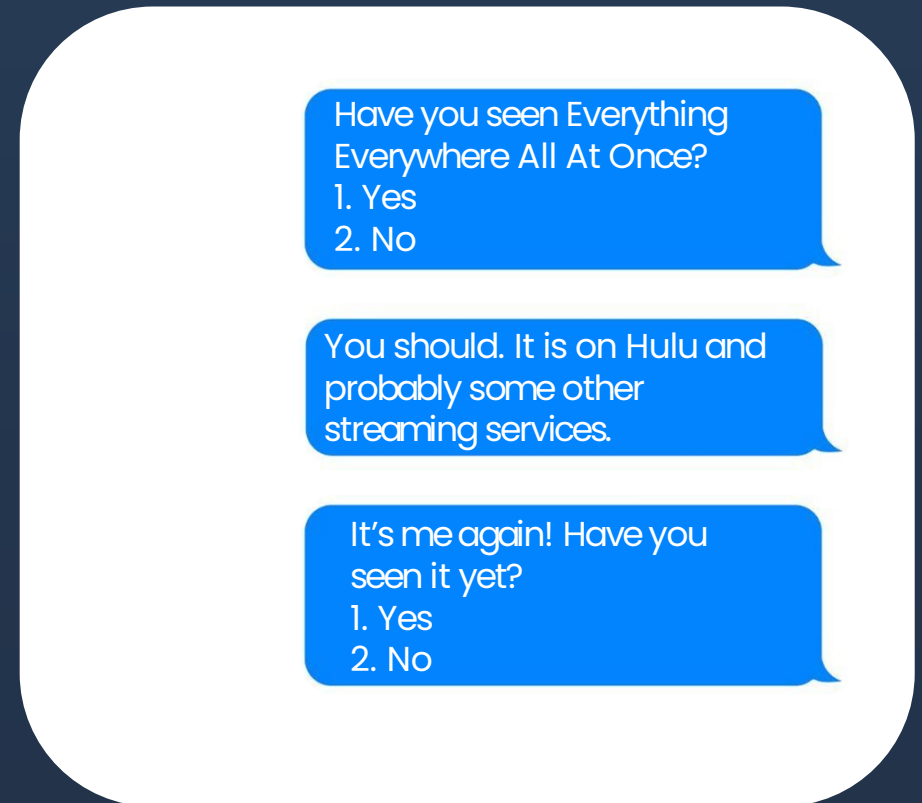 Have you seen Everything
Everywhere All At Once?
1. Yes
2. No
You should. It is on Hulu and
probably some other
streaming services.
It's me again! Have you
seen it yet?
1. Yes
2. No